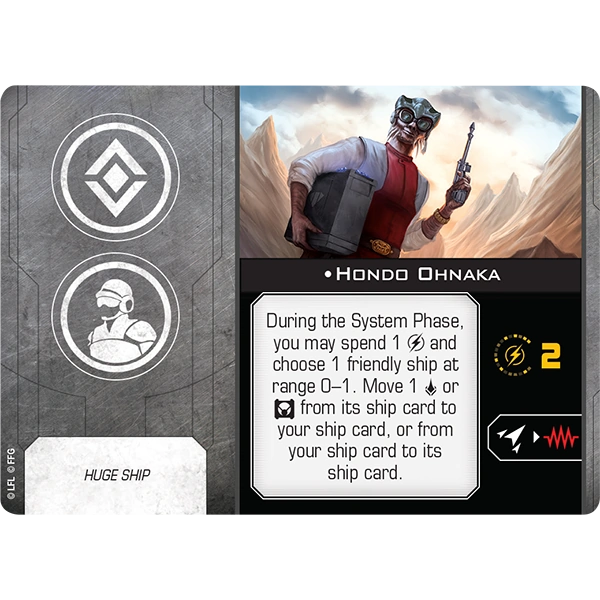 •HONDO OHNAKA
During the System Phase,
you may spend 1 and
choose 1 friendly ship at
range 0–1. Move 1 or
from its ship card to
your ship card, or from
your ship card to its
ship card.
2
HUGE SHIP
© LFL © FFG